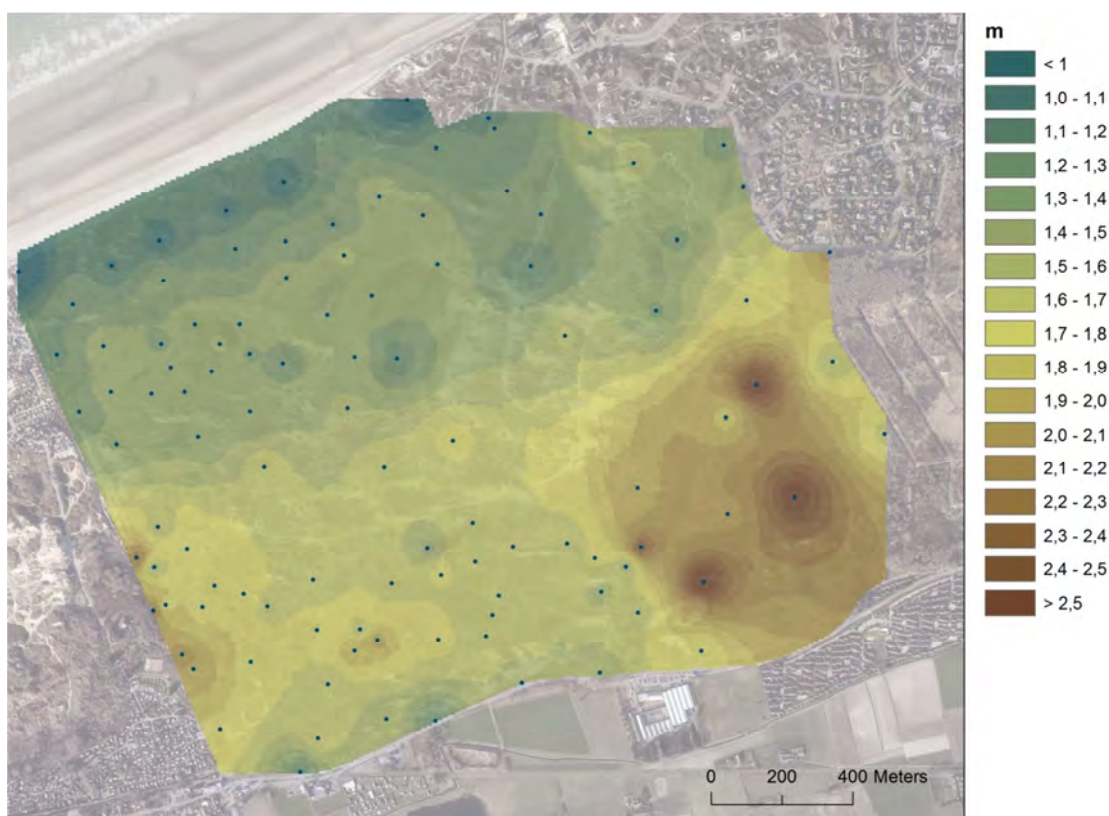 m
< 1
1,0 - 1,1
1,1 - 1,2
1,2 - 1,3
1,3 - 1,4
1,4 - 1,5
1,5 - 1,6
1,6 - 1,7
1,7 - 1,8
1,8 - 1,9
1,9 - 2,0
2,0 - 2,1
2,1 - 2,2
2,2 - 2,3
2,3 - 2,4
2,4 - 2,5
> 2,5
0 200 400 Meters